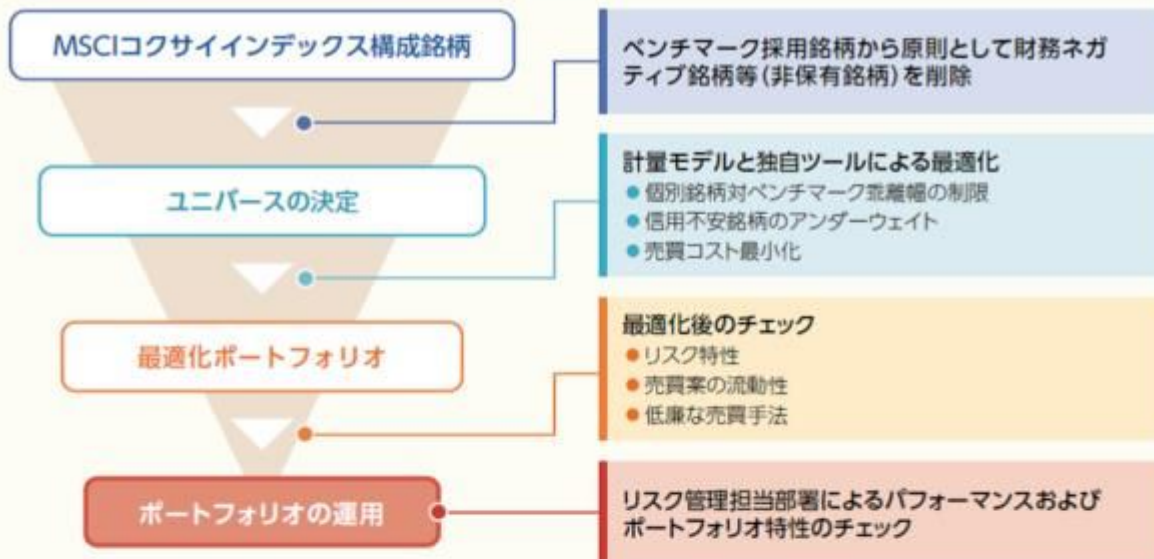 MSCIコクサイインデックス構成銘柄
ベンチマーク採用銘柄から原則として財務ネガ
ティブ銘柄等(非保有銘柄)を削除
ユニバースの決定
計量モデルと独自ツールによる最適化
● 個別銘柄対ベンチマーク乖離幅の制限
● 信用不安銘柄のアンダーウェイト
● 売買コスト最小化
最適化ポートフォリオ
最適化後のチェック
● リスク特性
● 売買案の流動性
● 低廉な売買手法
ポートフォリオの運用
リスク管理担当部署によるパフォーマンスおよび
ポートフォリオ特性のチェック